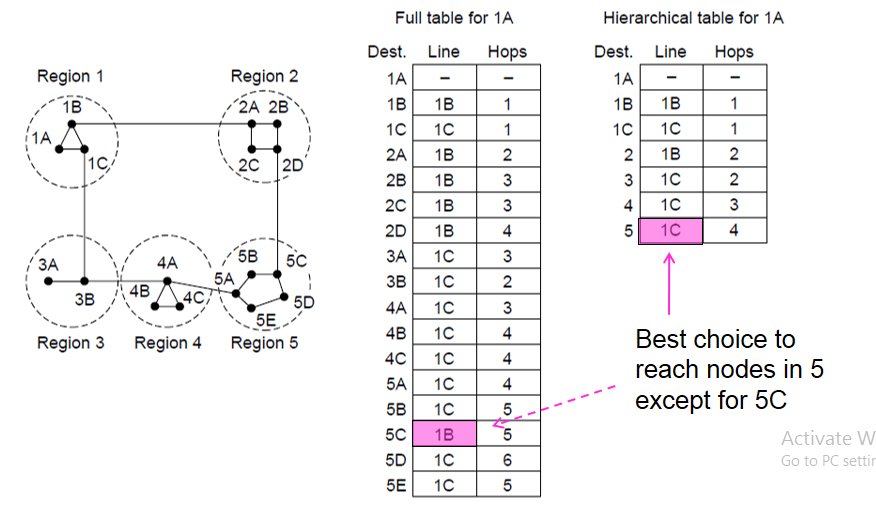 Full table for 1A
Hierarchical table for 1A
Dest. Line Hops
Dest. Line Hops
Region 1
Region 2
1B
2A 2B
1A
1C
2C 2D
3A
3B
4A
4B
4C
5B
5C
5A
5D
5E
Region 3
Region 4
Region 5
1A – –
1B 1B 1
1C 1C 1
2A 1B 2
2B 1B 3
2C 1B 3
2D 1B 4
3A 1C 3
3B 1C 2
4A 1C 3
4B 1C 4
4C 1C 4
5A 1C 4
5B 1C 5
5C 1B 5
5D 1C 6
5E 1C 5
1A – –
1B 1B 1
1C 1C 1
2 1B 2
3 1C 2
4 1C 3
5 1C 4
Best choice to
reach nodes in 5
except for 5C
Activate W
Go to PC settin